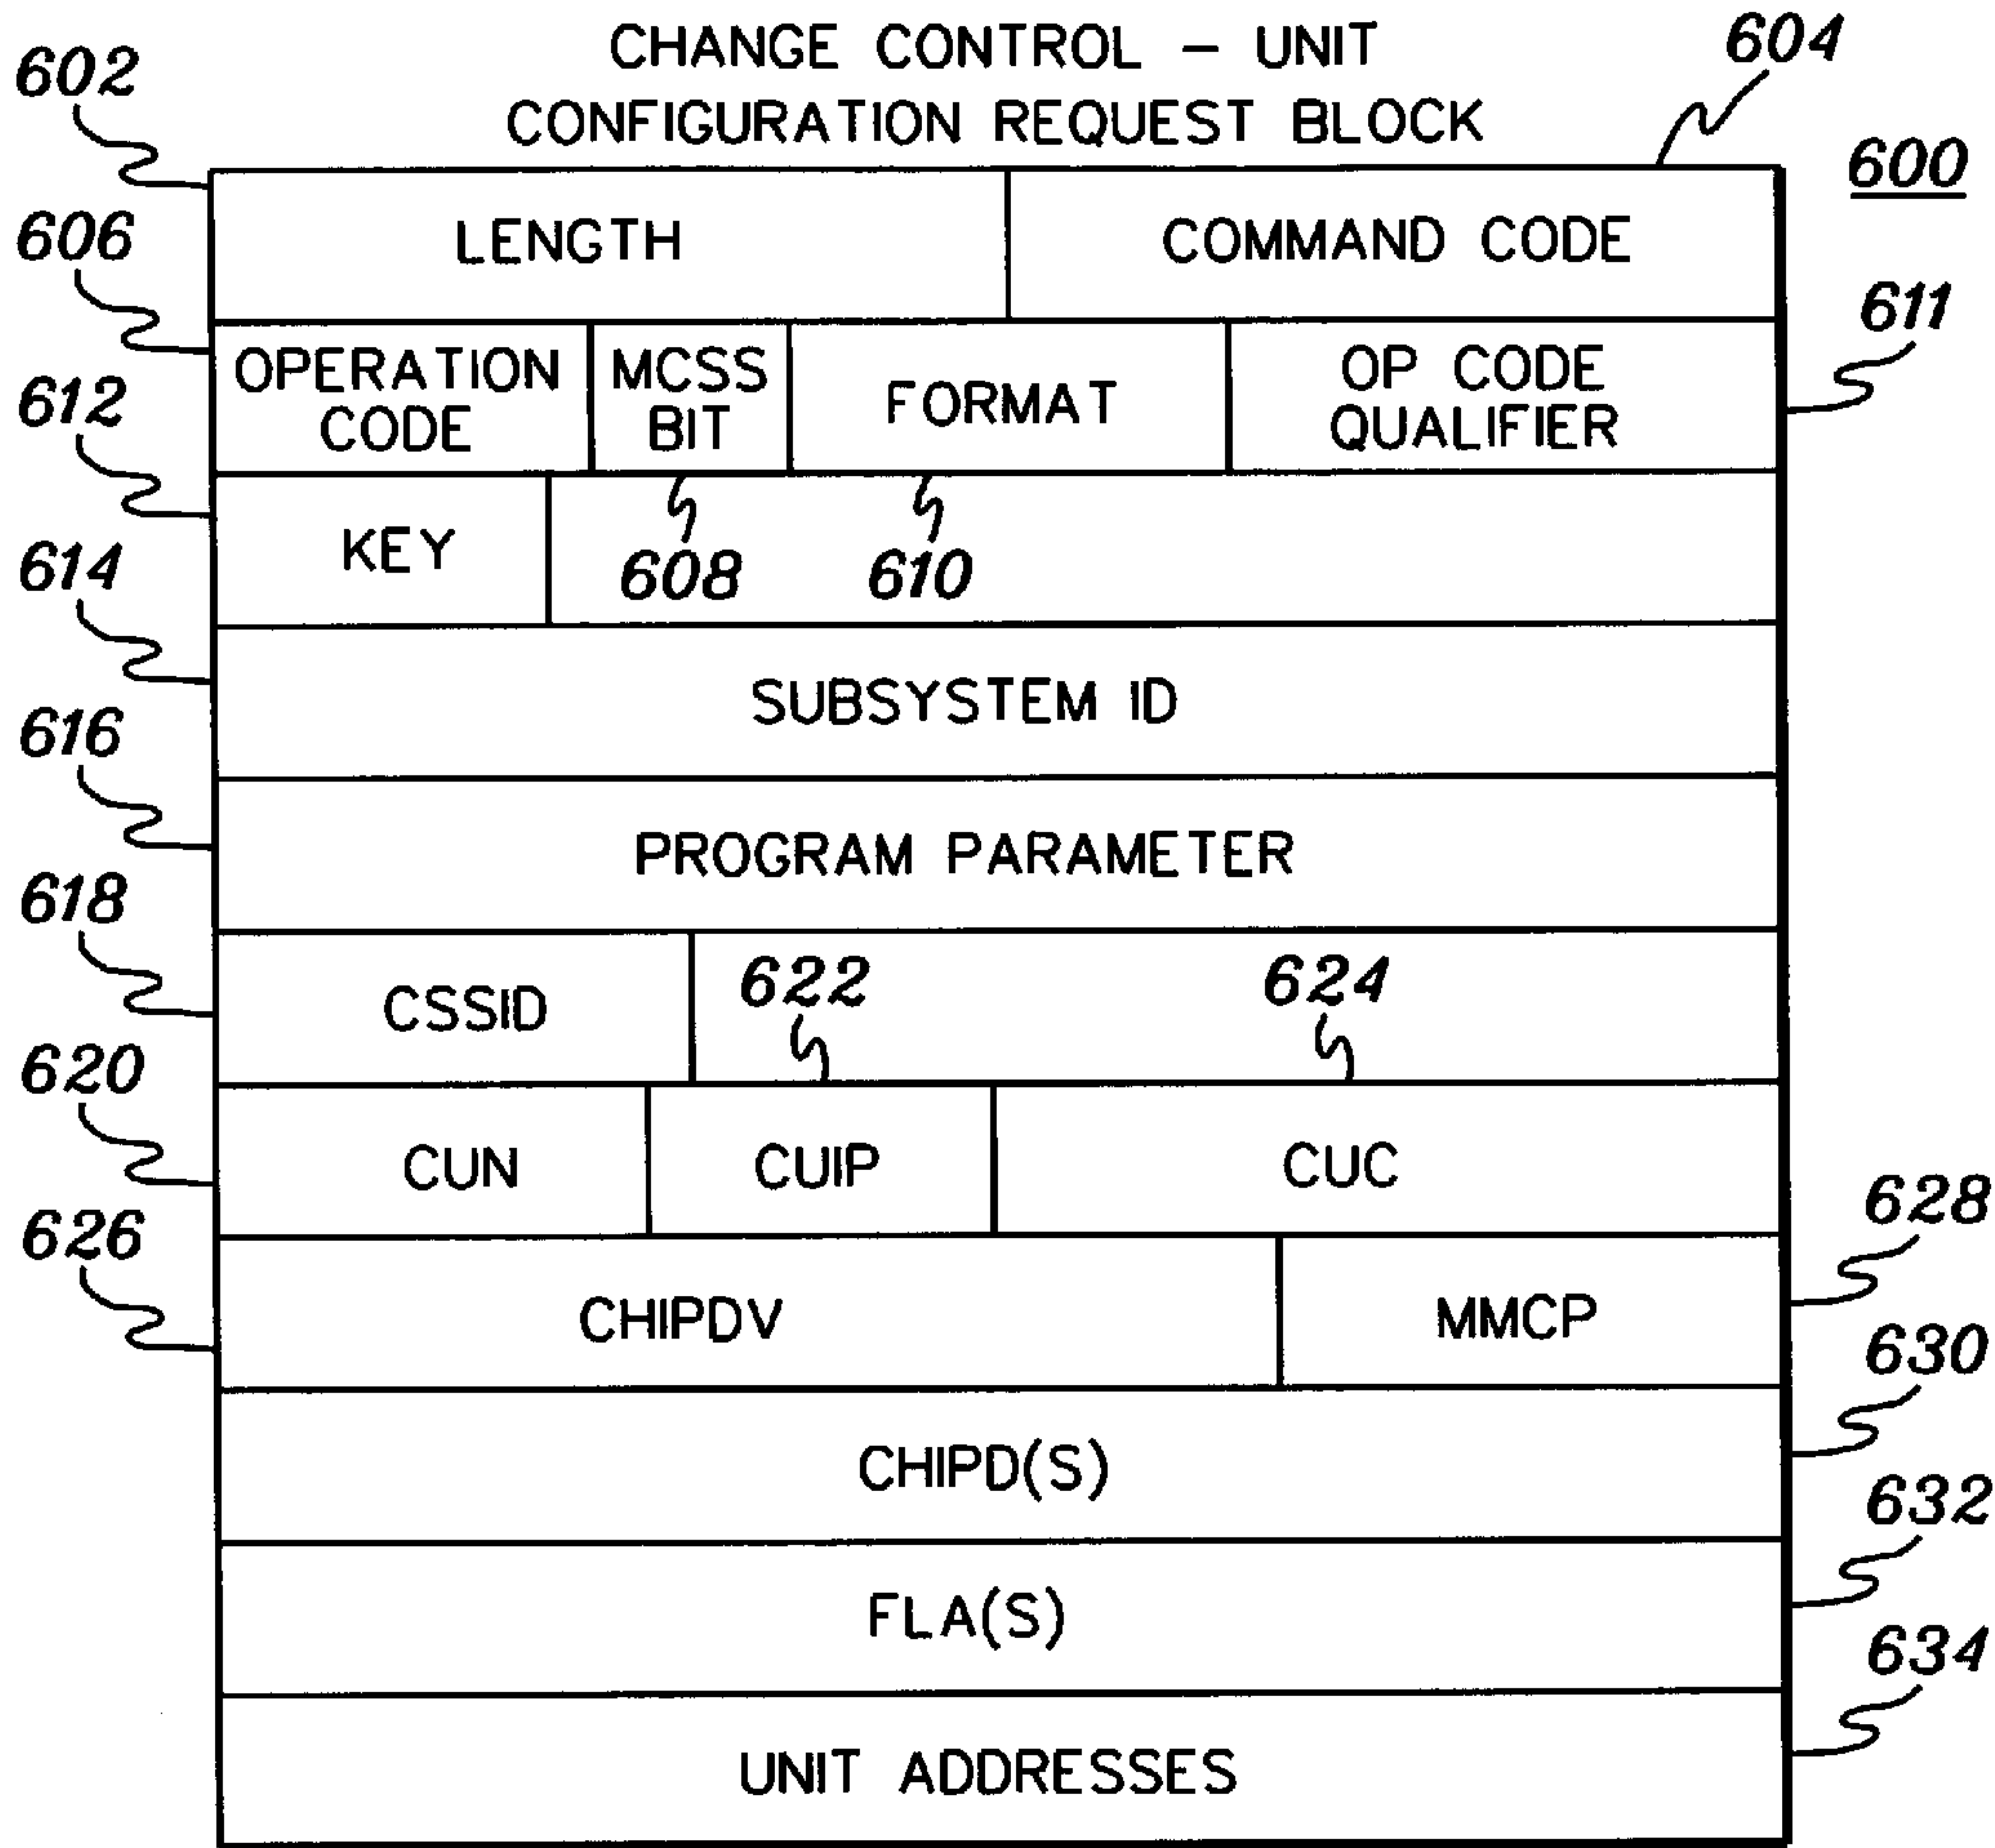 CHANGE CONTROL – UNIT
CONFIGURATION REQUEST BLOCK
600
602
604
LENGTH
COMMAND CODE
606
611
OPERATION
CODE
MCSS
BIT
FORMAT
OP CODE
QUALIFIER
612
KEY
608
610
614
SUBSYSTEM ID
616
PROGRAM PARAMETER
618
CSSID
622
624
620
CUN
CUIP
CUC
626
628
CHIPDV
MMCP
630
CHIPD(S)
632
FLA(S)
634
UNIT ADDRESSES